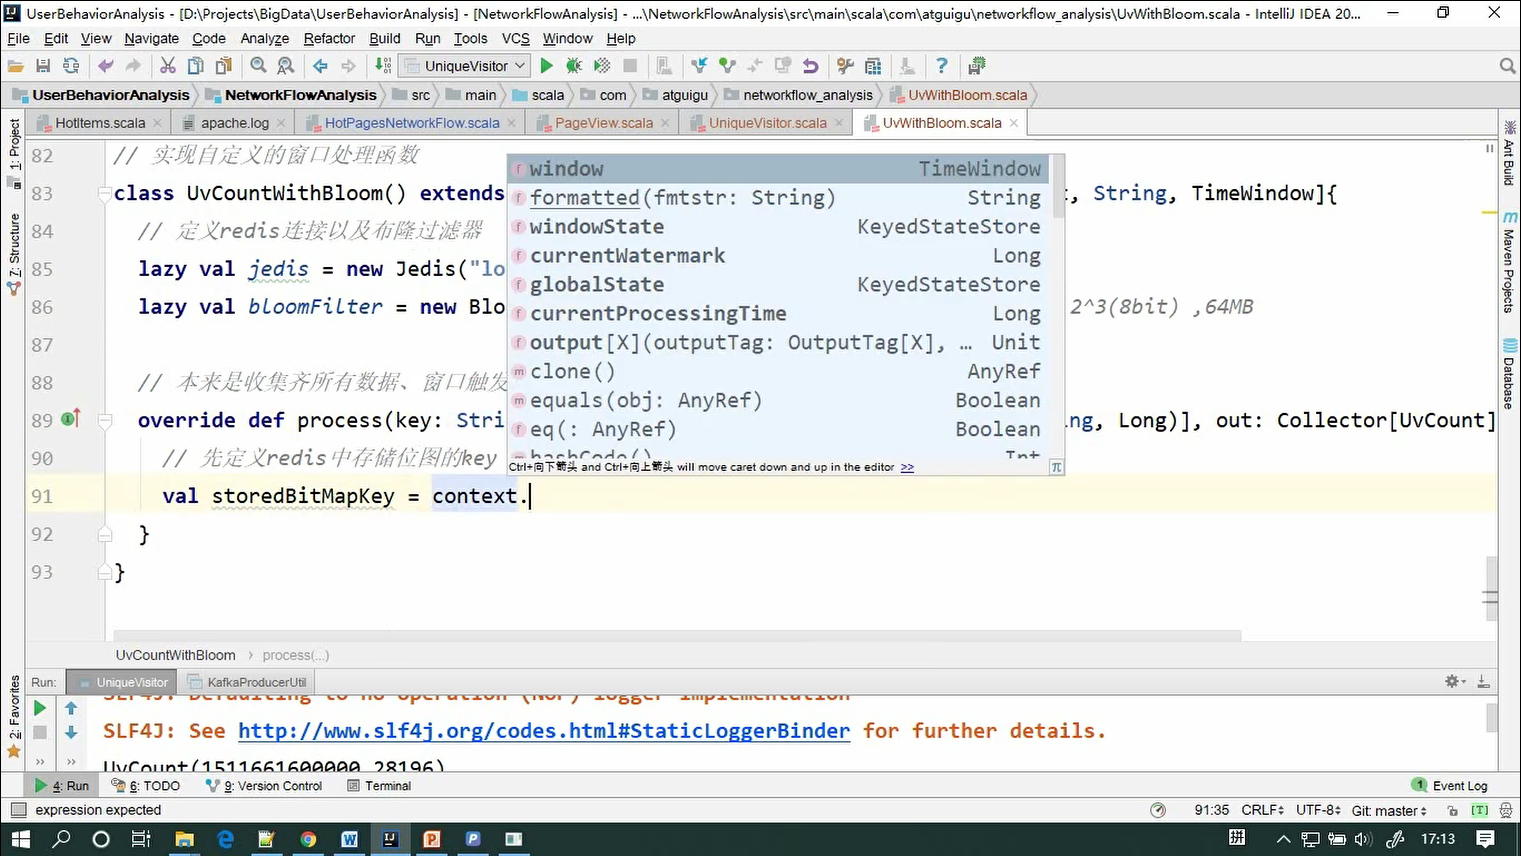 UserBehaviorAnalysis - [D:\Projects\BigData\UserBehaviorAnalysis] - [NetworkFlowAnalysis] - ...\NetworkFlowAnalysis\src\main\scala\com\atguigu\networkflow_analysis\UvWithBloom.scala - IntelliJ IDEA 20...
File Edit View Navigate Code Analyze Refactor Build Run Tools VCS Window Help
UniqueVisitor
UserBehaviorAnalysis NetworkFlowAnalysis src main scala com atguigu networkflow_analysis UvWithBloom.scala
HotItems.scala apache.log HotPagesNetworkFlow.scala PageView.scala UniqueVisitor.scala UvWithBloom.scala
1: Project
7: Structure
2: Favorites
Ant Build
Maven Projects
Database
82 // 实现自定义的窗口处理函数
83 class UvCountWithBloom() extends , String, TimeWindow]{
84 // 定义redis连接以及布隆过滤器
85 lazy val jedis = new Jedis("lo
86 lazy val bloomFilter = new Blo 2^3(8bit) ,64MB
87
88 // 本来是收集齐所有数据、窗口触发
89 override def process(key: Stri ng, Long)], out: Collector[UvCount]
90 // 先定义redis中存储位图的key
91 val storedBitMapKey = context.
92 }
93 }
window TimeWindow
formatted(fmtstr: String) String
windowState KeyedStateStore
currentWatermark Long
globalState KeyedStateStore
currentProcessingTime Long
output[X](outputTag: OutputTag[X], … Unit
clone() AnyRef
equals(obj: AnyRef) Boolean
eq(: AnyRef) Boolean
hashCode() Int
Ctrl+向下箭头 and Ctrl+向上箭头 will move caret down and up in the editor >>
UvCountWithBloom process(...)
Run: UniqueVisitor KafkaProducerUtil
SLF4J: Defaulting to no-operation (NOP) logger implementation
SLF4J: See http://www.slf4j.org/codes.html#StaticLoggerBinder for further details.
UvCount(1511661600000,28196)
4: Run 6: TODO 9: Version Control Terminal 1 Event Log
expression expected 91:35 CRLF UTF-8 Git: master
拼 17:13